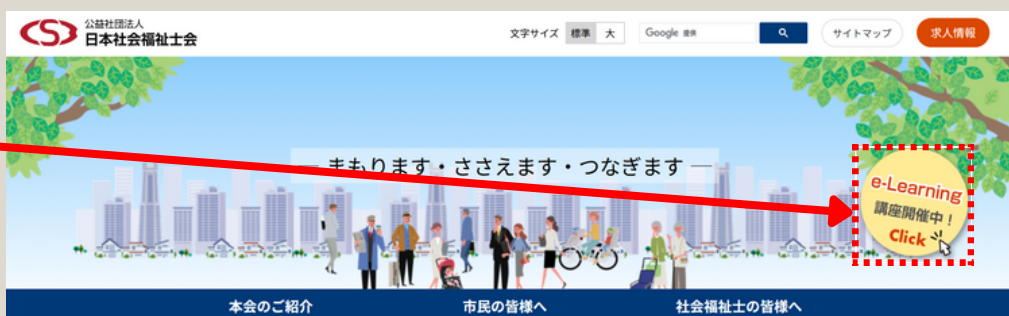 公益社団法人
日本社会福祉士会
文字サイズ 標準 大 Google 提供 サイトマップ 求人情報
― まもります・ささえます・つなぎます ―
e-Learning
講座開催中！
Click
本会のご紹介 市民の皆様へ 社会福祉士の皆様へ